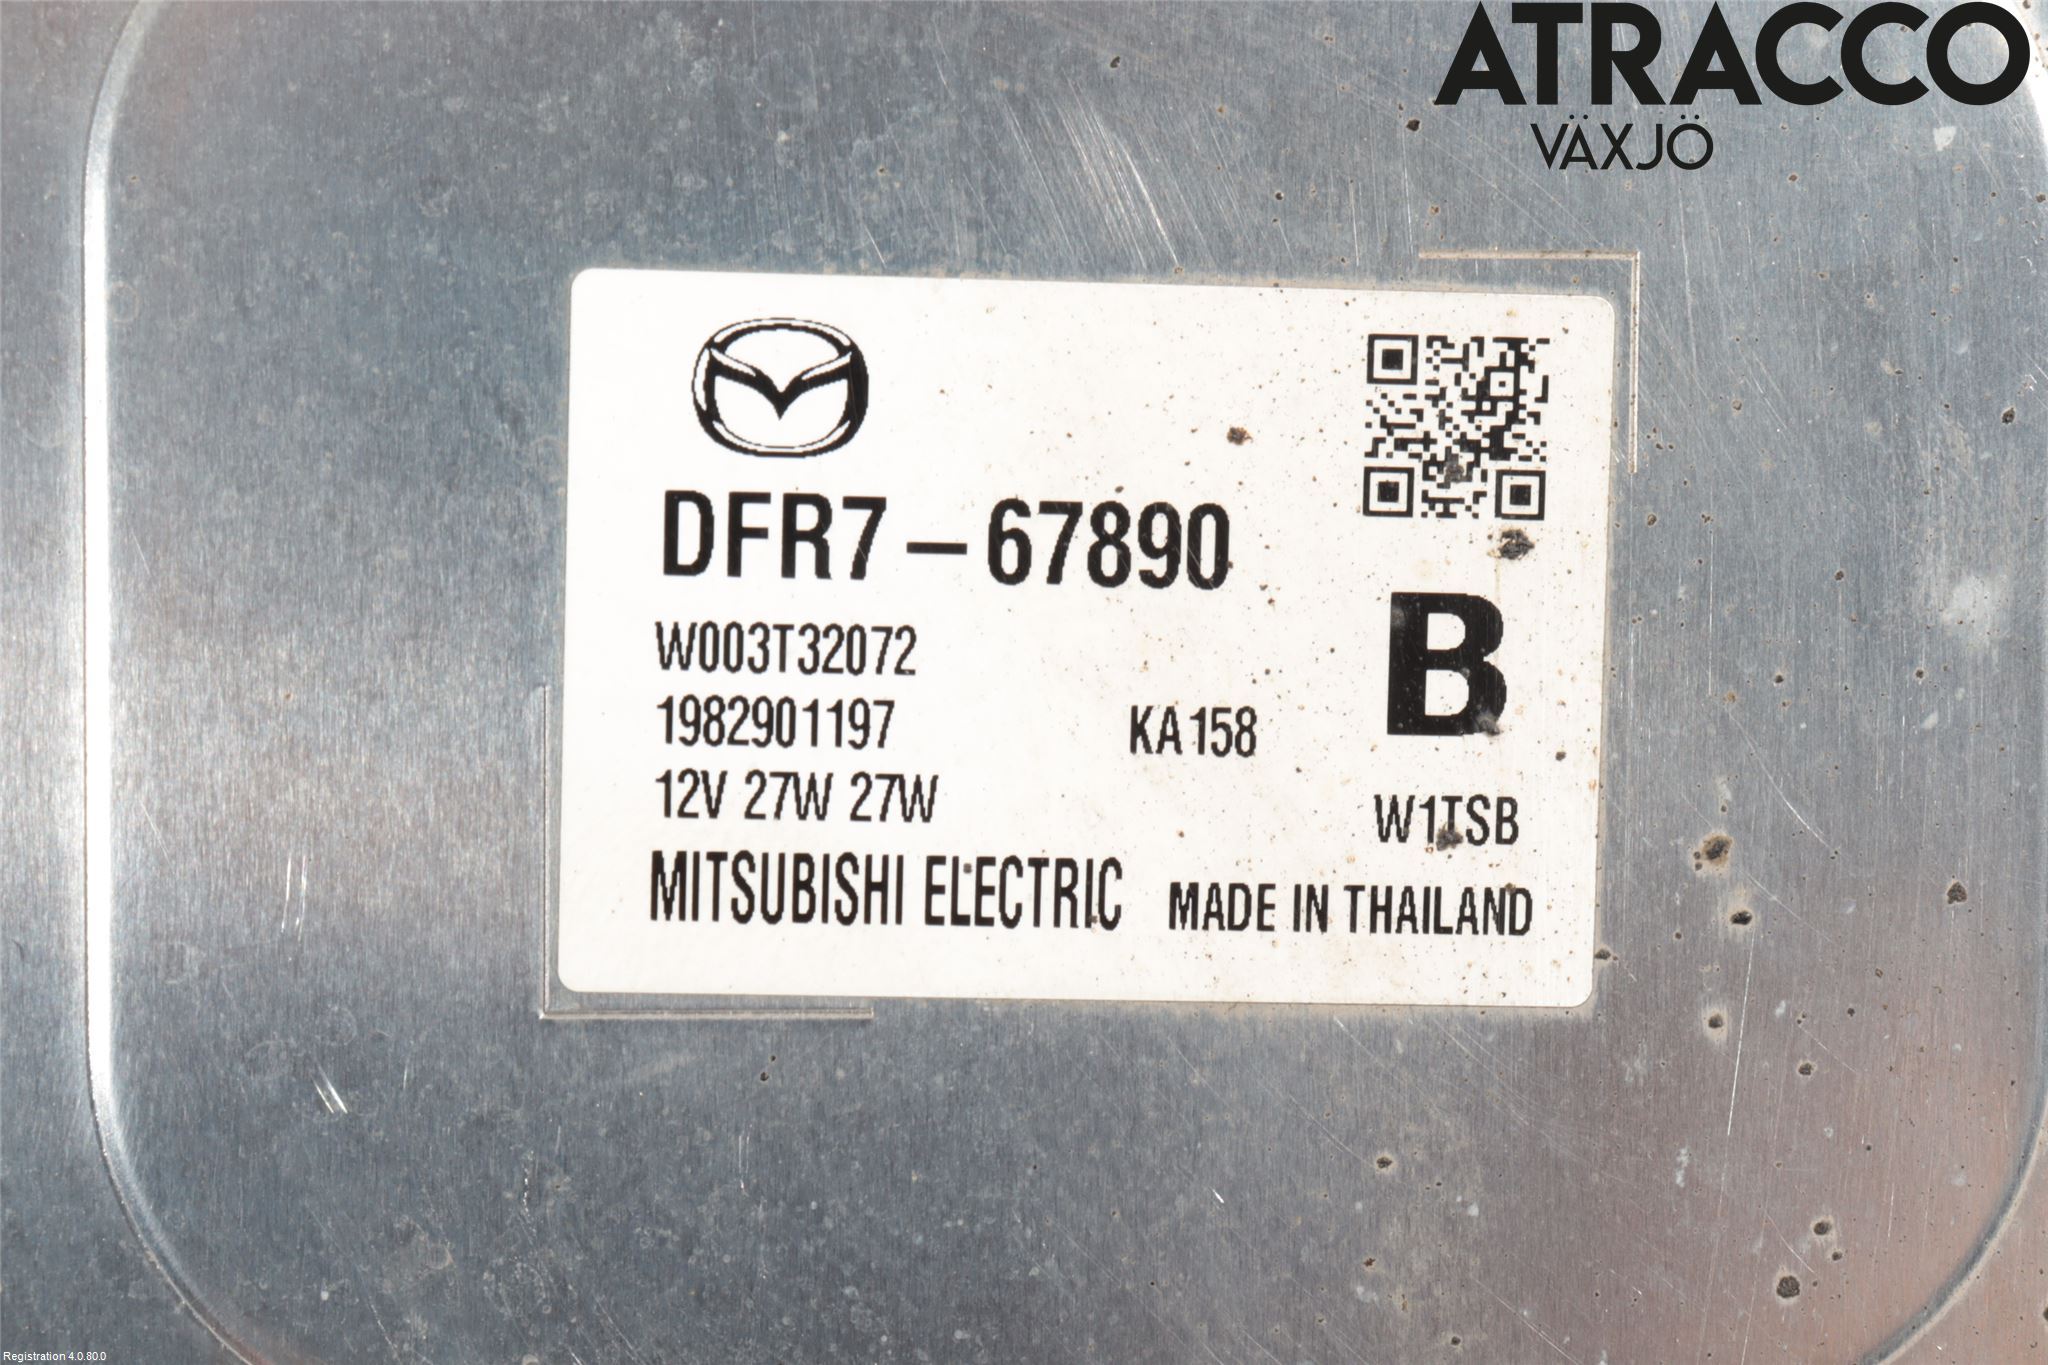 ATRACCO
VÄXJÖ
DFR7-67890
B
W003T32072
1982901197 KA158
12V 27W 27W
W1TSB
MITSUBISHI ELECTRIC MADE IN THAILAND
Registration 4.0.80.0